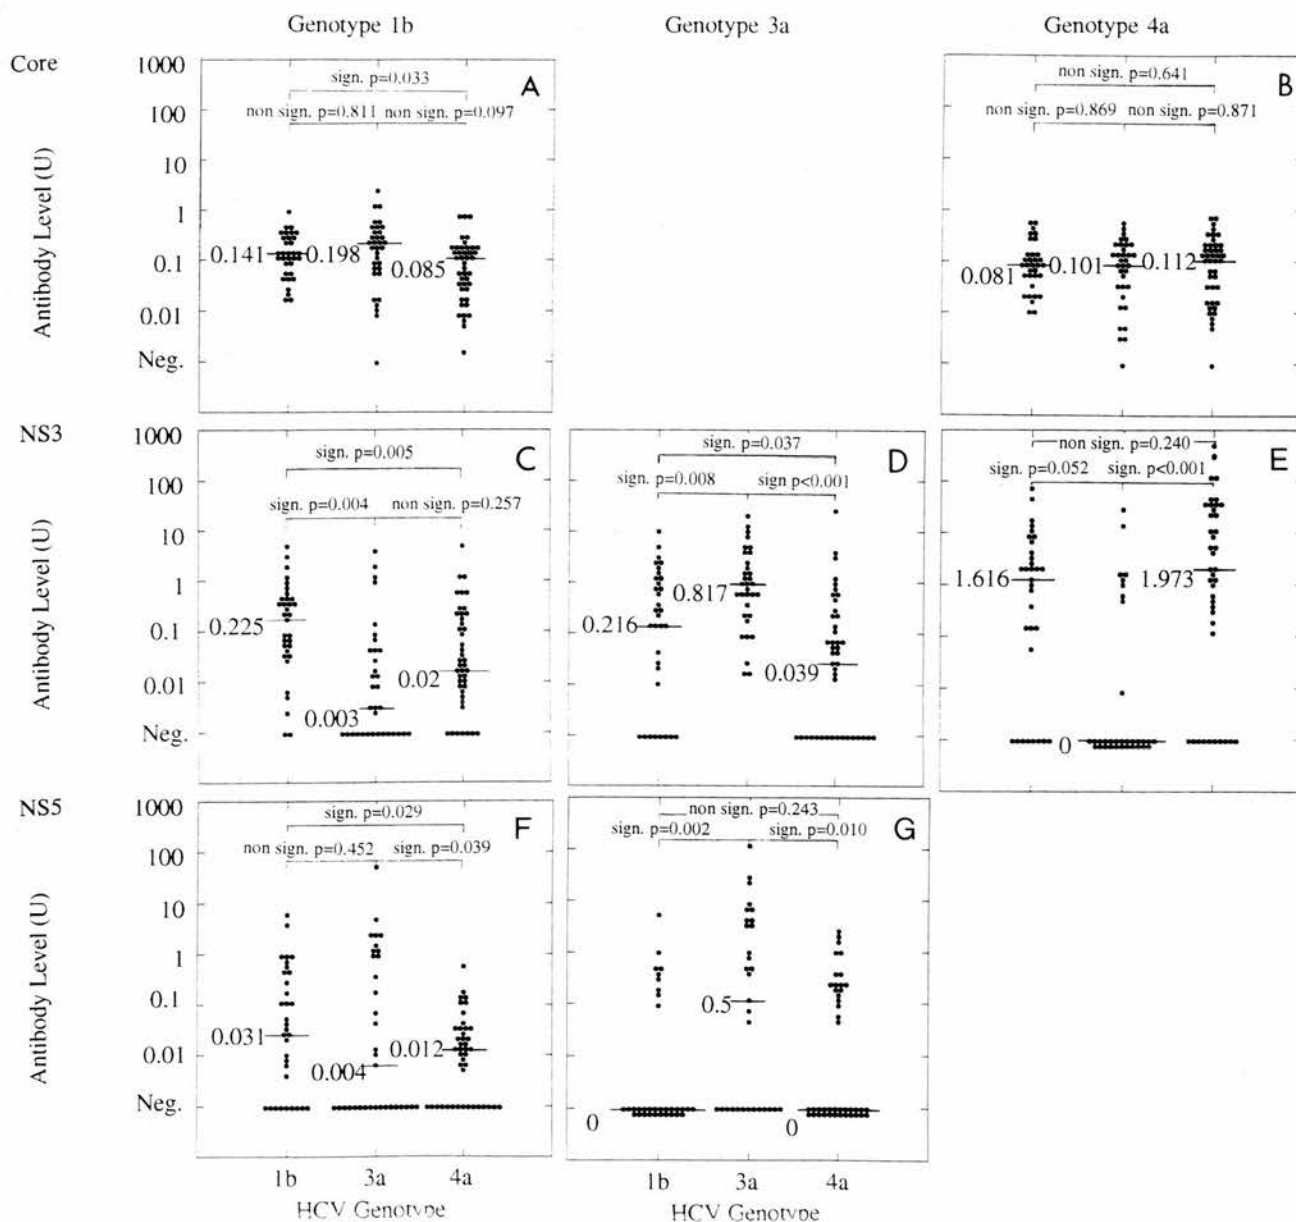 Genotype 1b
Genotype 3a
Genotype 4a
Core
Antibody Level (U)
1000
100
10
1
0.1
0.01
Neg.
A
sign. p=0.033
non sign. p=0.811
non sign. p=0.097
0.141
0.198
0.085
B
non sign. p=0.641
non sign. p=0.869
non sign. p=0.871
0.081
0.101
0.112
NS3
Antibody Level (U)
1000
100
10
1
0.1
0.01
Neg.
C
sign. p=0.005
sign. p=0.004
non sign. p=0.257
0.225
0.003
0.02
D
sign. p=0.037
sign. p=0.008
sign p<0.001
0.216
0.817
0.039
E
non sign. p=0.240
sign. p=0.052
sign. p<0.001
1.616
0
1.973
NS5
Antibody Level (U)
1000
100
10
1
0.1
0.01
Neg.
F
sign. p=0.029
non sign. p=0.452
sign. p=0.039
0.031
0.004
0.012
1b
3a
4a
HCV Genotype
G
non sign. p=0.243
sign. p=0.002
sign. p=0.010
0
0.5
0
1b
3a
4a
HCV Genotype